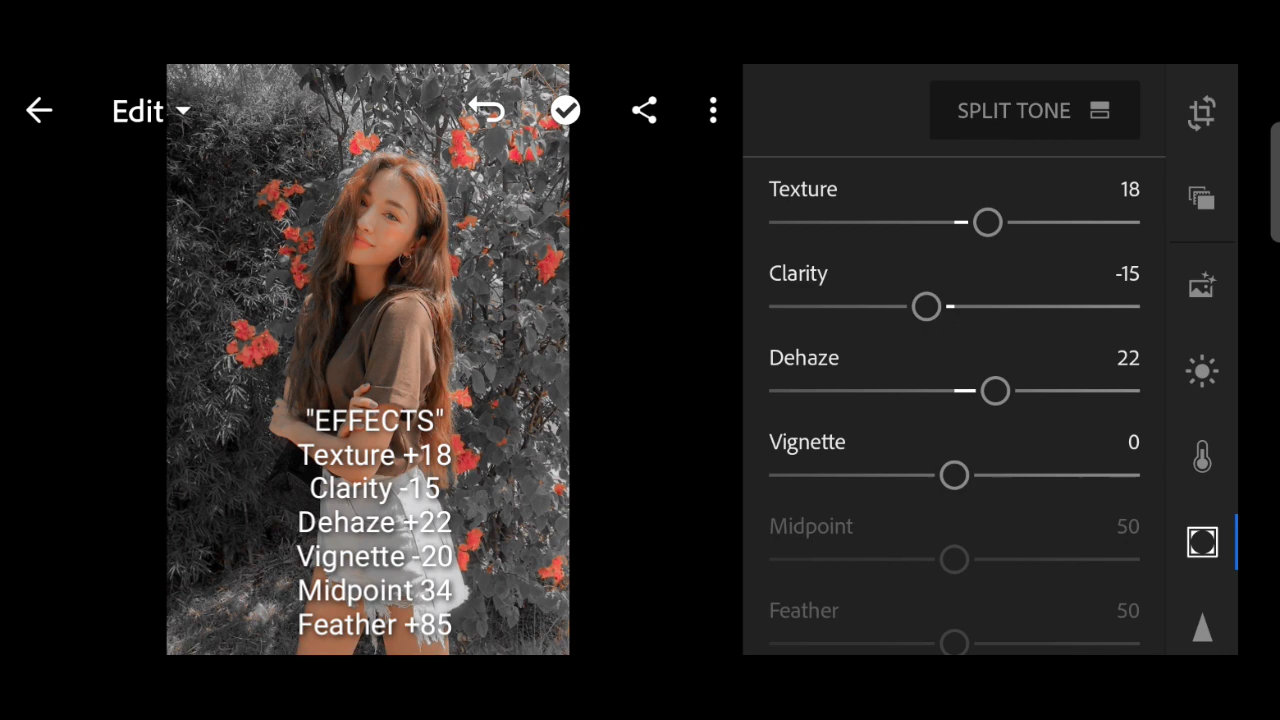 Edit
SPLIT TONE
Texture 18
Clarity -15
Dehaze 22
Vignette 0
Midpoint 50
Feather 50
"EFFECTS"
Texture +18
Clarity -15
Dehaze +22
Vignette -20
Midpoint 34
Feather +85